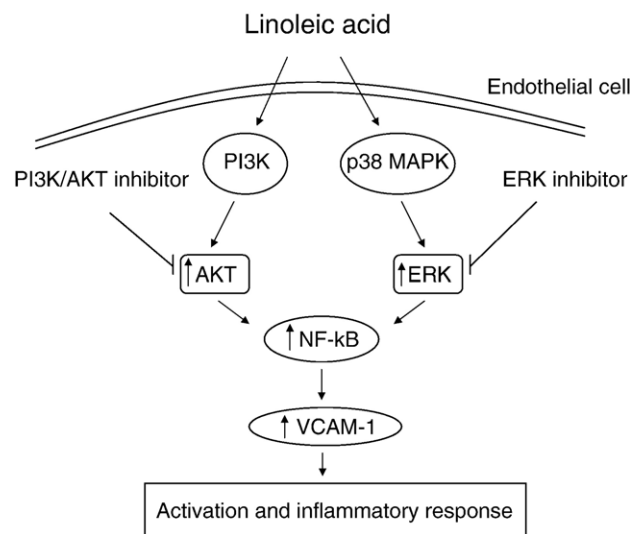 Linoleic acid
Endothelial cell
PI3K
p38 MAPK
PI3K/AKT inhibitor
ERK inhibitor
↑AKT
↑ERK
↑NF-kB
↑VCAM-1
Activation and inflammatory response